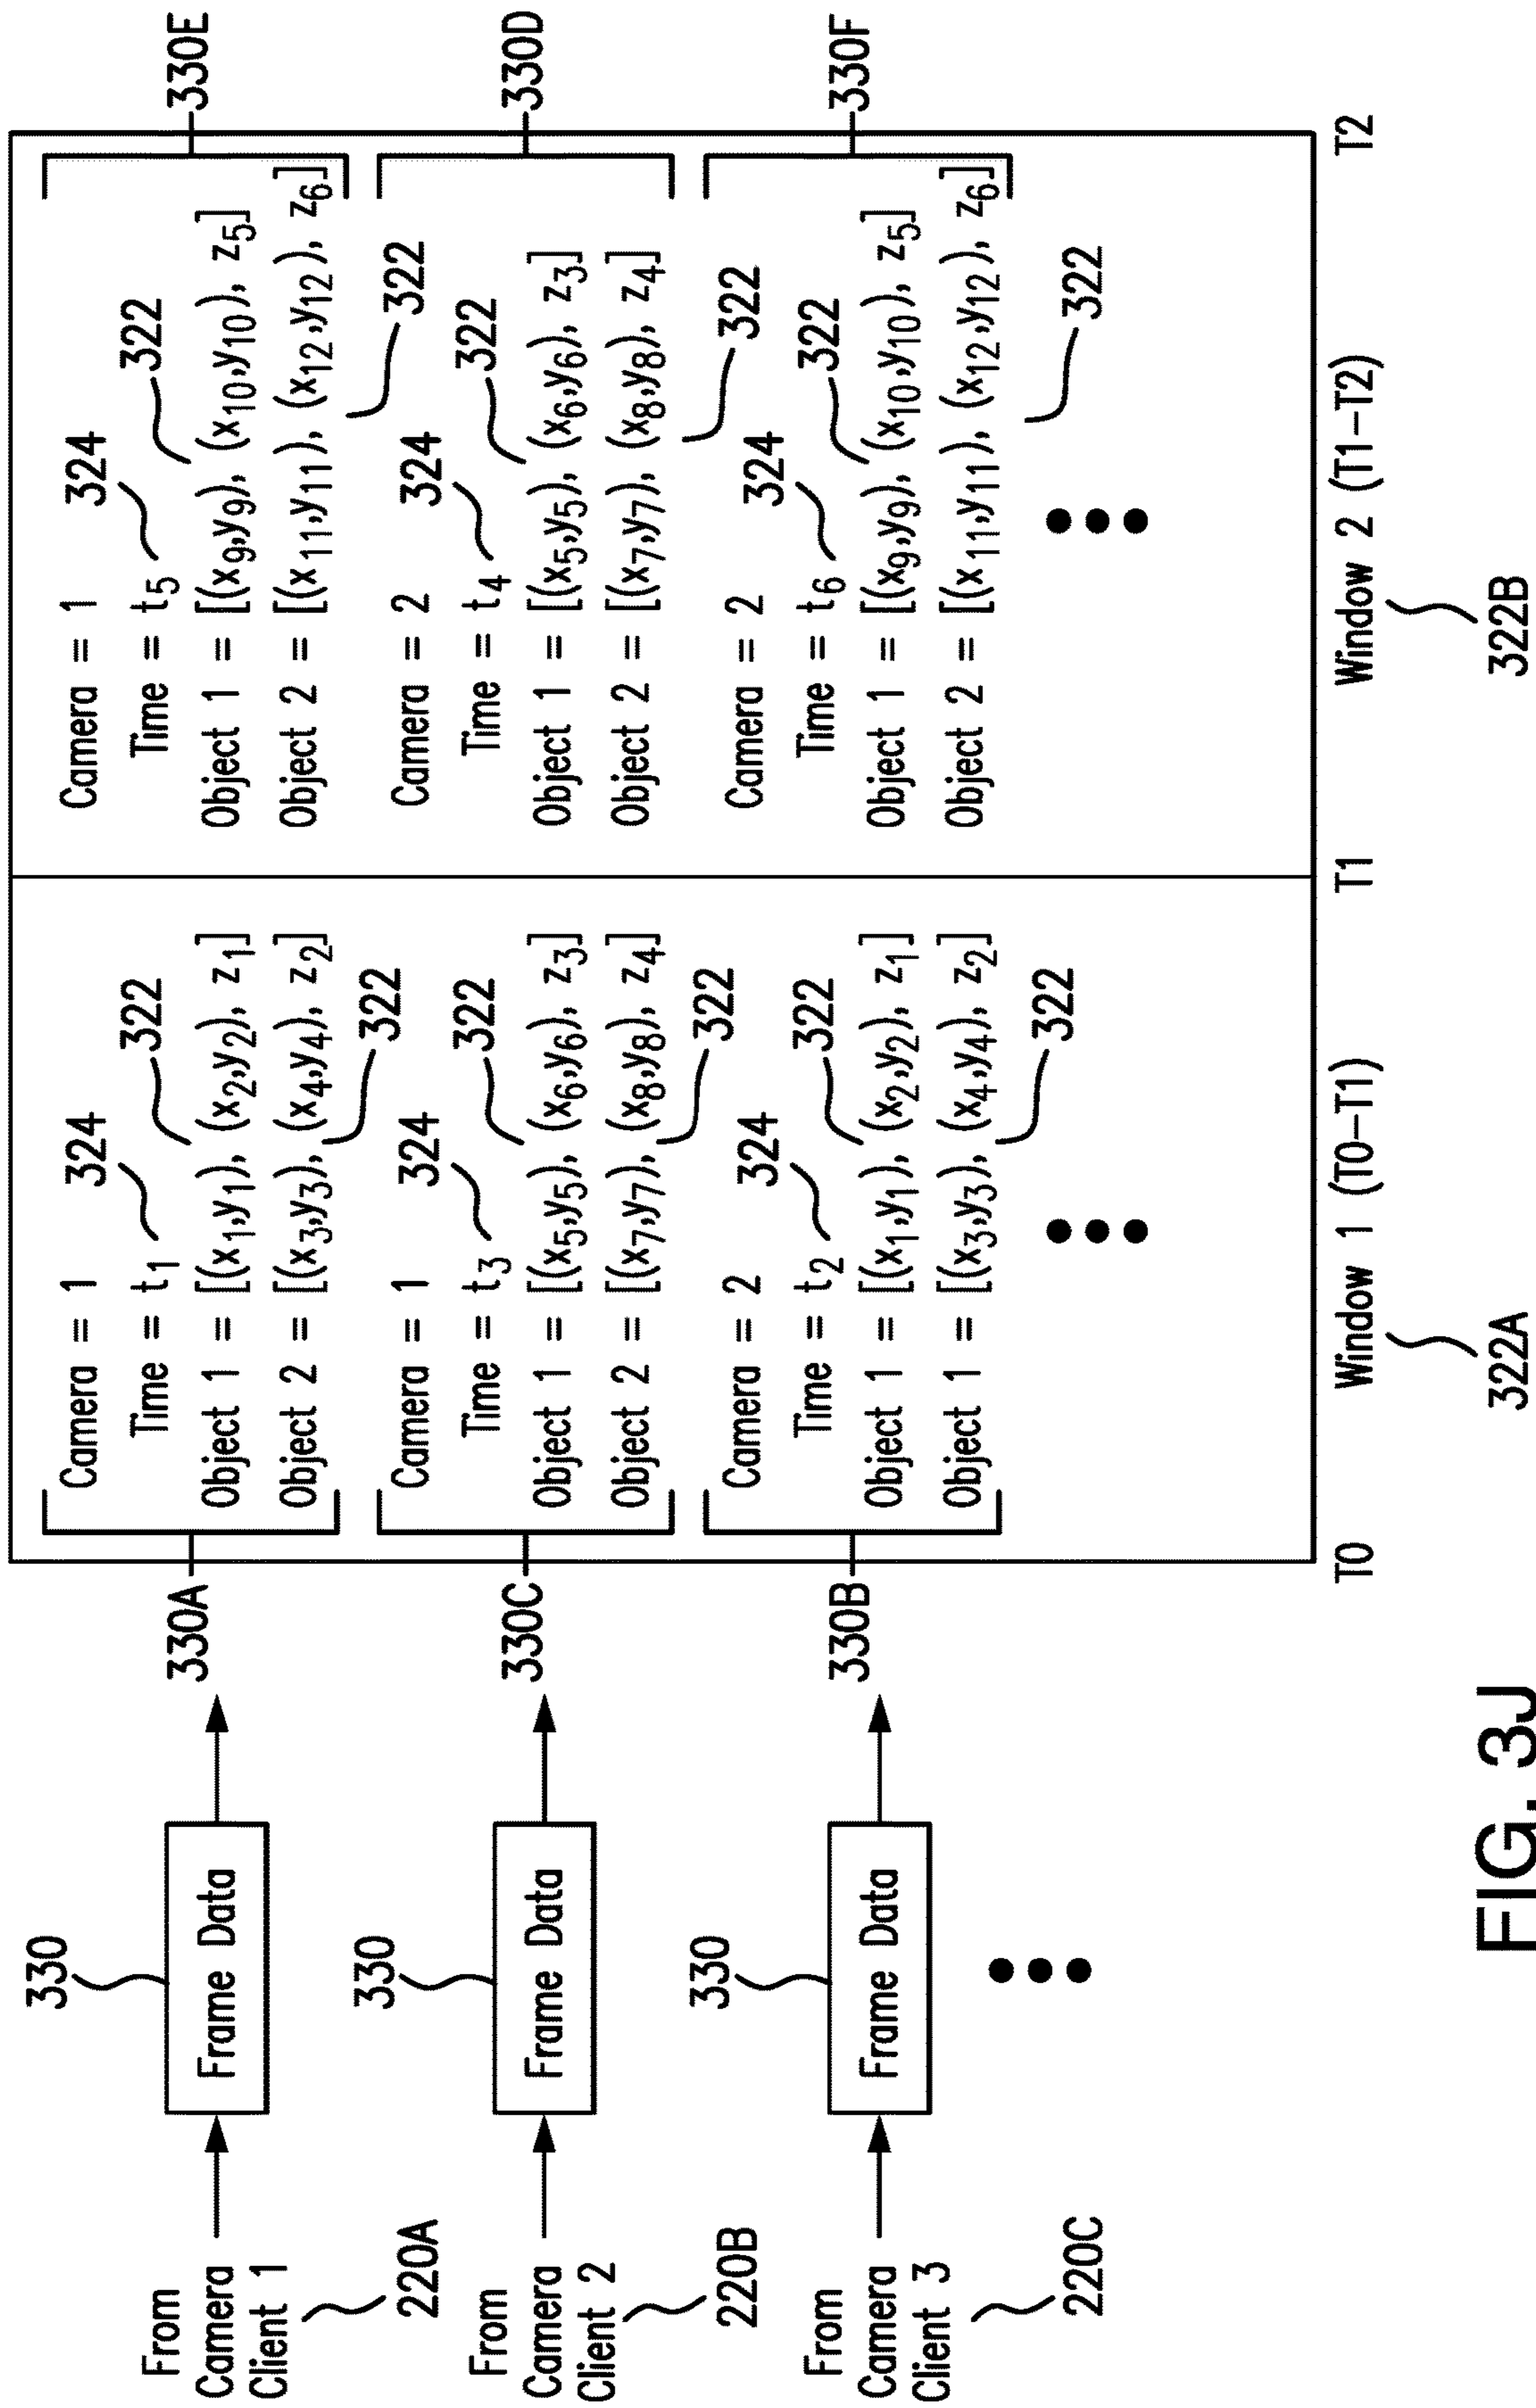 330
From
Camera
Client 1
220A
Frame Data
330A
330
From
Camera
Client 2
220B
Frame Data
330C
330
From
Camera
Client 3
220C
Frame Data
330B
Camera = 1
324
Time = t1
322
Object 1 = [(x1,y1), (x2,y2), z1]
Object 2 = [(x3,y3), (x4,y4), z2]
322
Camera = 1
324
Time = t3
322
Object 1 = [(x5,y5), (x6,y6), z3]
Object 2 = [(x7,y7), (x8,y8), z4]
322
Camera = 2
324
Time = t2
322
Object 1 = [(x1,y1), (x2,y2), z1]
Object 1 = [(x3,y3), (x4,y4), z2]
322
Camera = 1
324
Time = t5
322
Object 1 = [(x9,y9), (x10,y10), z5]
Object 2 = [(x11,y11), (x12,y12), z6]
322
330E
Camera = 2
324
Time = t4
322
Object 1 = [(x5,y5), (x6,y6), z3]
Object 2 = [(x7,y7), (x8,y8), z4]
322
330D
Camera = 2
324
Time = t6
322
Object 1 = [(x9,y9), (x10,y10), z5]
Object 2 = [(x11,y11), (x12,y12), z6]
322
330F
T0
Window 1 (T0-T1)
T1
Window 2 (T1-T2)
T2
322A
322B
FIG. 3J